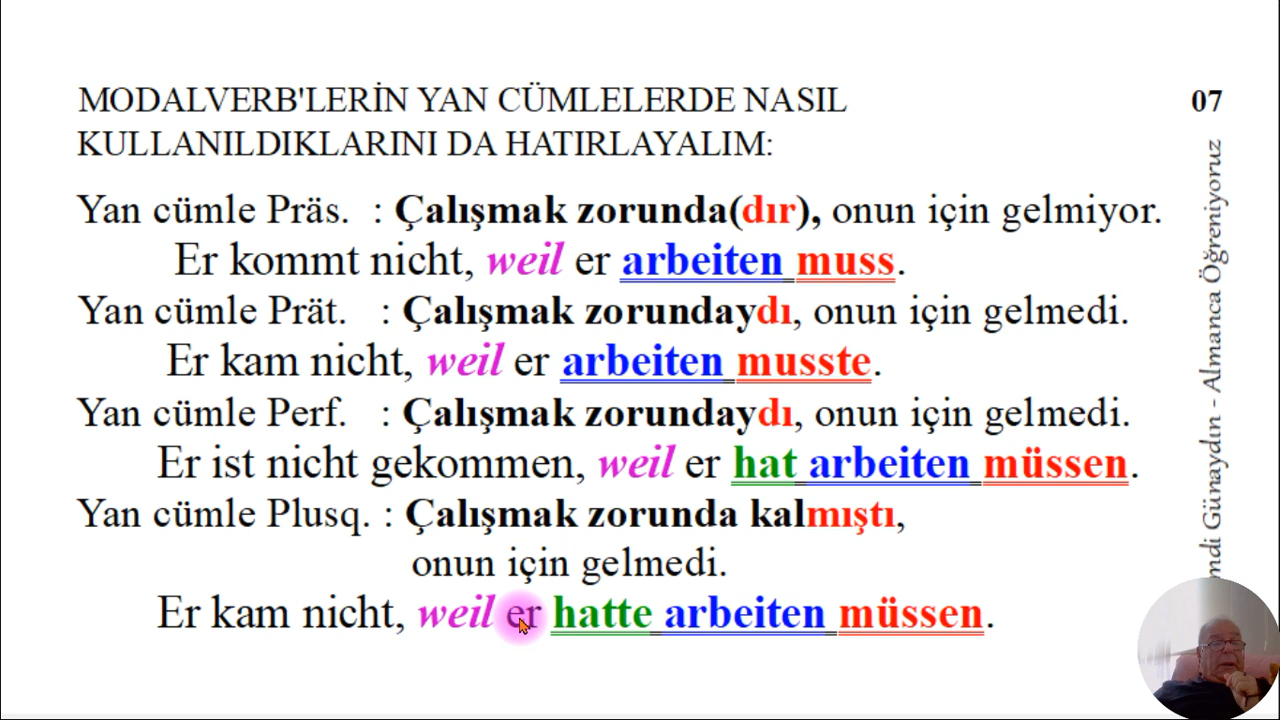 MODALVERB'LERİN YAN CÜMLELERDE NASIL
07
KULLANILDIKLARINI DA HATIRLAYALIM:
Yan cümle Präs. : Çalışmak zorunda(dır), onun için gelmiyor.
Er kommt nicht, weil er arbeiten muss.
Yan cümle Prät. : Çalışmak zorundaydı, onun için gelmedi.
Er kam nicht, weil er arbeiten musste.
Yan cümle Perf. : Çalışmak zorundaydı, onun için gelmedi.
Er ist nicht gekommen, weil er hat arbeiten müssen.
Yan cümle Plusq. : Çalışmak zorunda kalmıştı,
onun için gelmedi.
Er kam nicht, weil er hatte arbeiten müssen.
Günaydın - Almanca Öğreniyoruz